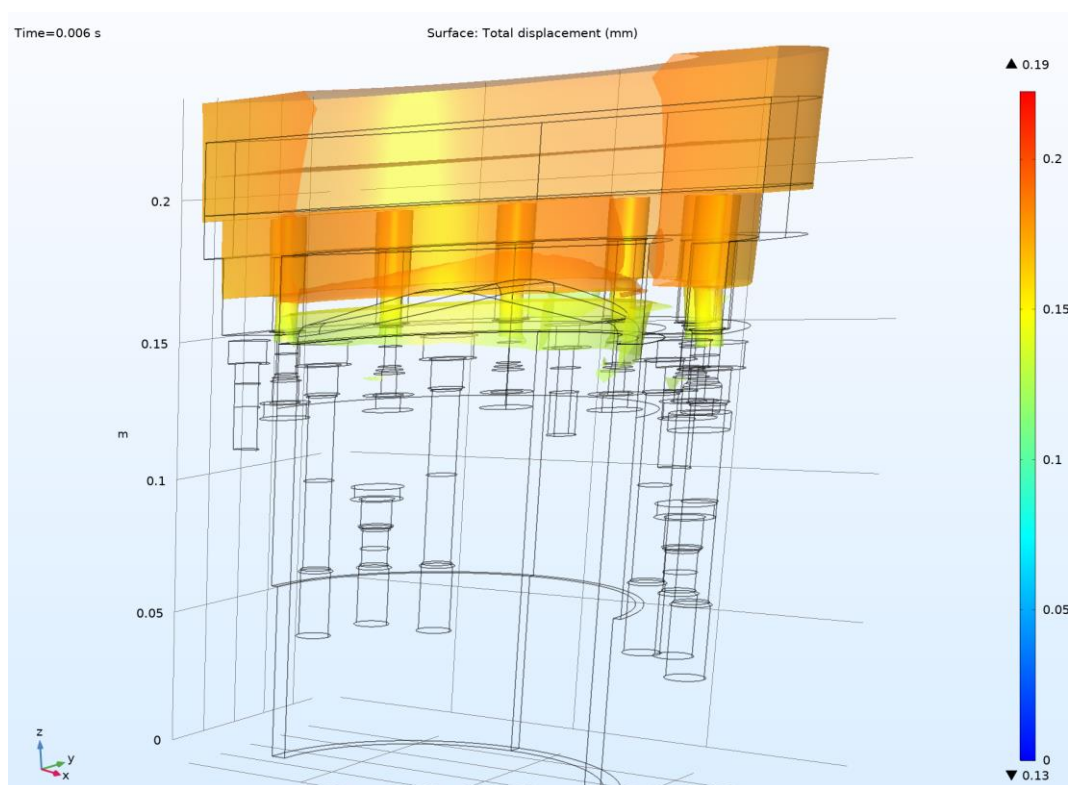 Time=0.006 s
Surface: Total displacement (mm)
▲ 0.19
0.2
0.15
0.1
0.05
0
▼ 0.13
0.2
0.15
m
0.1
0.05
0
z
y
x